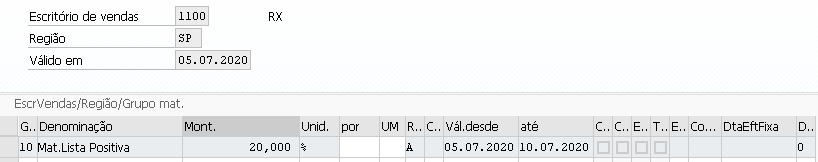 Escritório de vendas 1100 RX
Região SP
Válido em 05.07.2020
EscrVendas/Região/Grupo mat.
G.. Denominação Mont. Unid. por UM R.. C.. Vál.desde até C.. C.. E.. T.. E.. Co... DtaEftFixa D..
10 Mat.Lista Positiva 20,000 % A 05.07.2020 10.07.2020 0